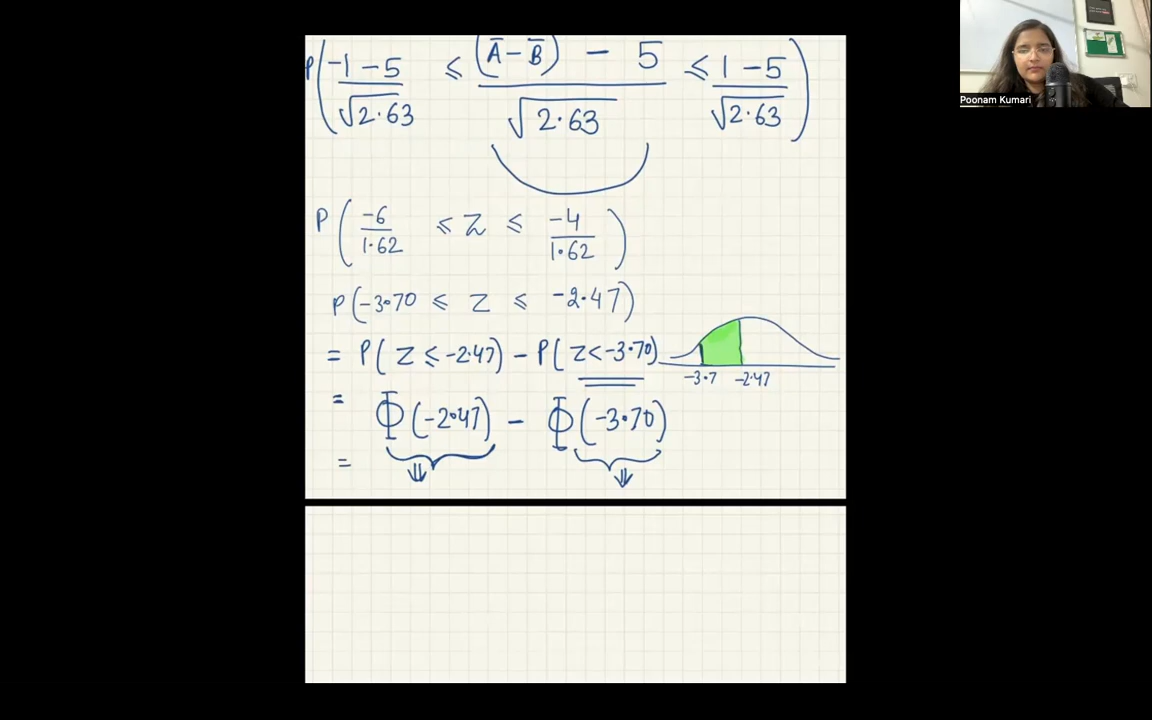 P(-1-5/√2.63 ≤ (A̅-B̅) - 5/√2.63 ≤ 1-5/√2.63)
P(-6/1.62 ≤ Z ≤ -4/1.62)
P(-3.70 ≤ Z ≤ -2.47)
= P(Z ≤ -2.47) - P(Z < -3.70)
-3.7 -2.47
= Φ(-2.47) - Φ(-3.70)
=
Poonam Kumari